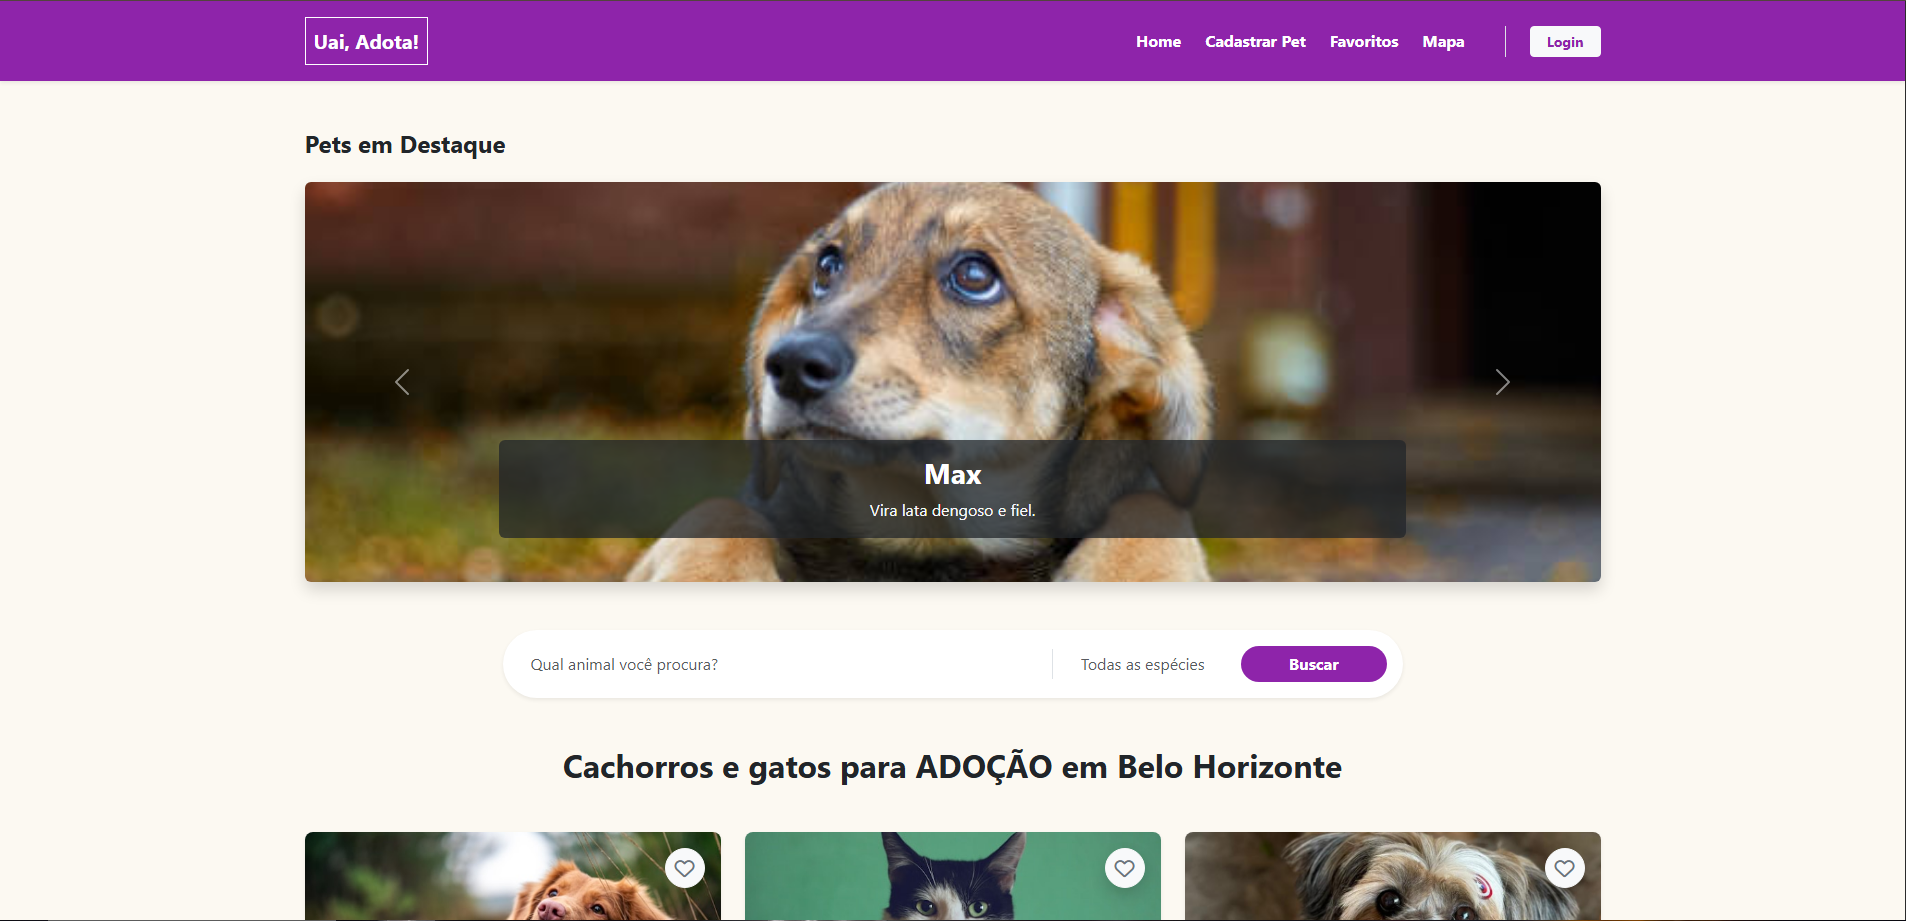 Uai, Adota!
Home Cadastrar Pet Favoritos Mapa Login
Pets em Destaque
Max
Vira lata dengoso e fiel.
Qual animal você procura? Todas as espécies Buscar
Cachorros e gatos para ADOÇÃO em Belo Horizonte